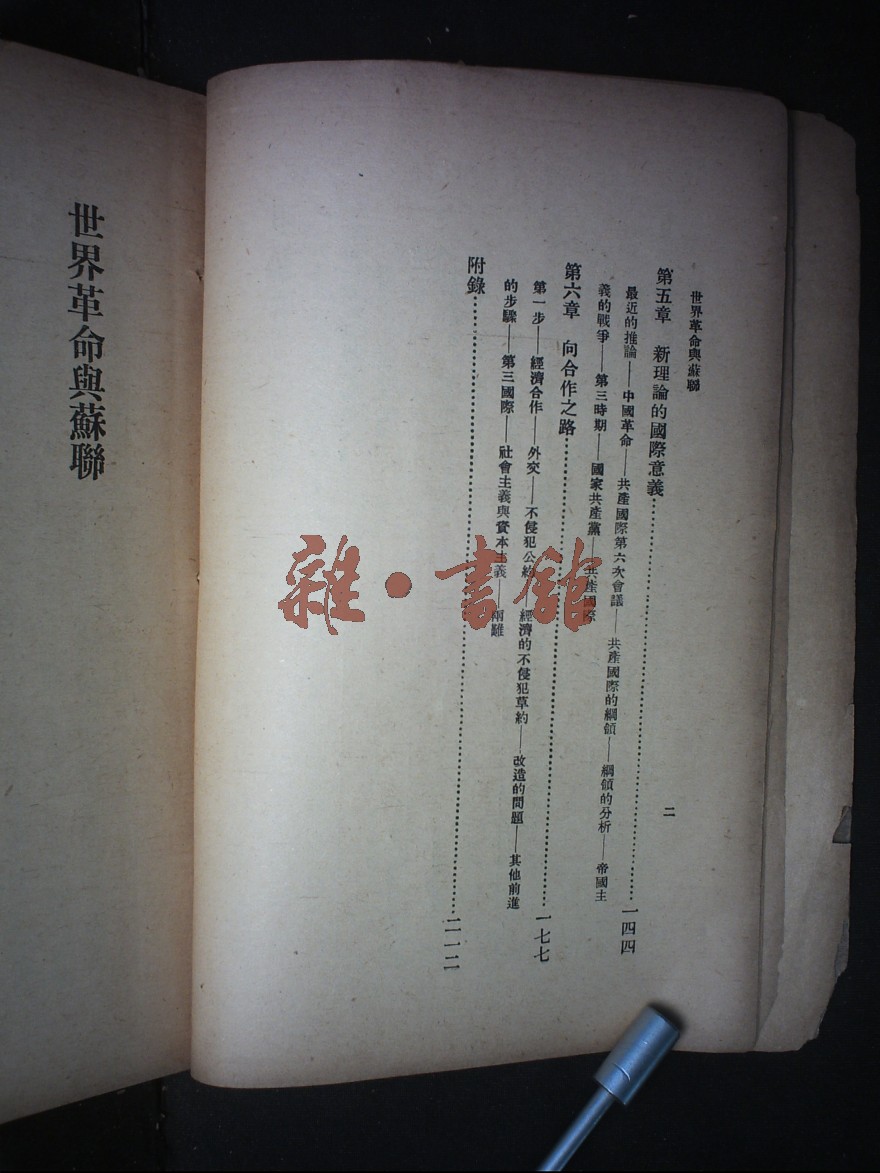 世界革命與蘇聯
二
第五章　新理論的國際意義……一四四
最近的推論——中國革命——共產國際第六次會議——共產國際的綱領——綱領的分析——帝國主
義的戰爭——第三時期——國家共產黨——共產國際
第六章　向合作之路……一七七
第一步——經濟合作——外交——不侵犯公約——經濟的不侵犯草約——改造的問題——其他前進
的步驟——第三國際——社會主義與資本主義——兩難
附錄……二一二
世界革命與蘇聯
雜·書館